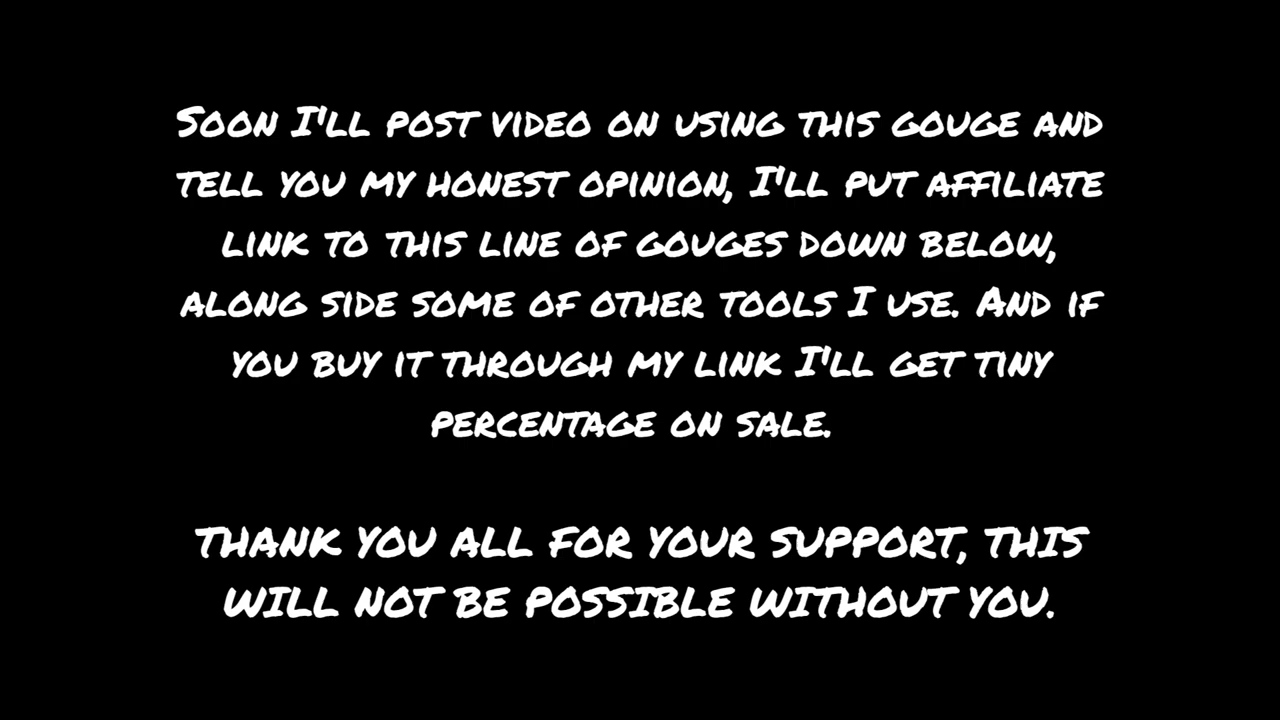 Soon I'll post video on using this gouge and
tell you my honest opinion, I'll put affiliate
link to this line of gouges down below,
along side some of other tools I use. And if
you buy it through my link I'll get tiny
percentage on sale.
THANK YOU ALL FOR YOUR SUPPORT, THIS
WILL NOT BE POSSIBLE WITHOUT YOU.